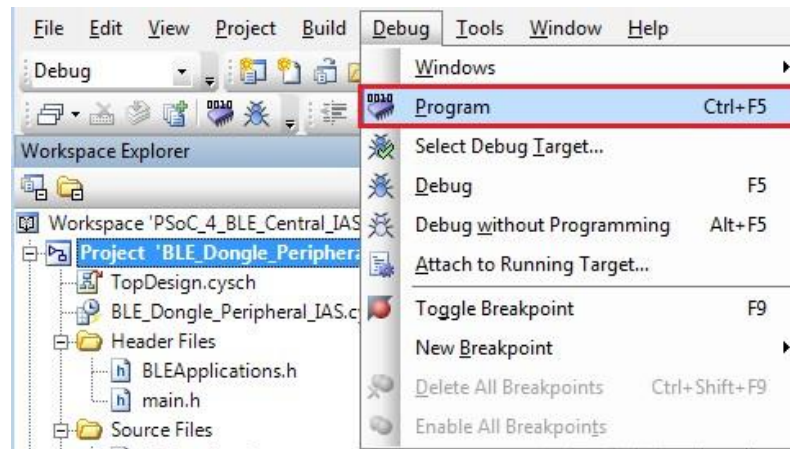 File Edit View Project Build Debug Tools Window Help
Debug
Windows
Program Ctrl+F5
Workspace Explorer
Select Debug Target...
Debug F5
Workspace 'PSoC_4_BLE_Central_IAS
Debug without Programming Alt+F5
Project 'BLE_Dongle_Periphera
Attach to Running Target...
TopDesign.cysch
BLE_Dongle_Peripheral_IAS.c
Toggle Breakpoint F9
Header Files
New Breakpoint
BLEApplications.h
Delete All Breakpoints Ctrl+Shift+F9
main.h
Enable All Breakpoints
Source Files